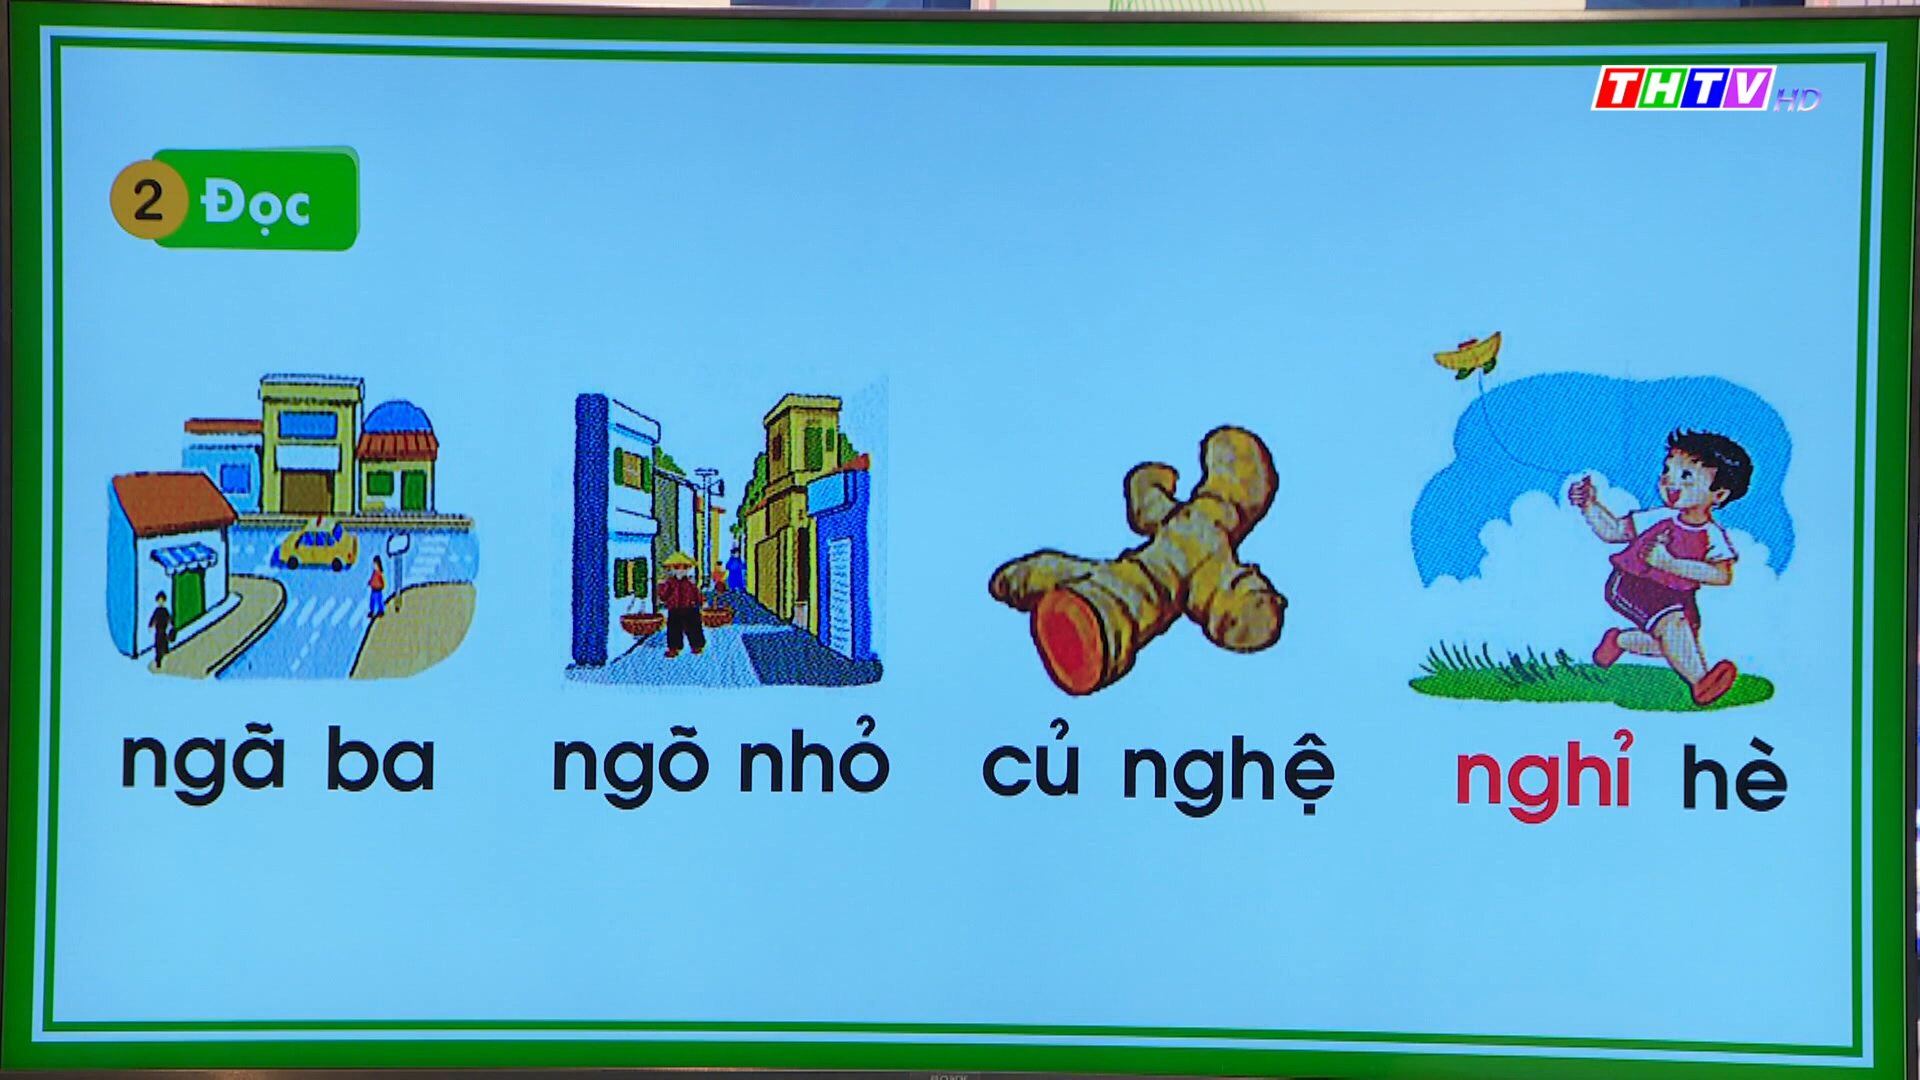 THTV HD
2 Đọc
ngã ba
ngõ nhỏ
củ nghệ
nghỉ hè